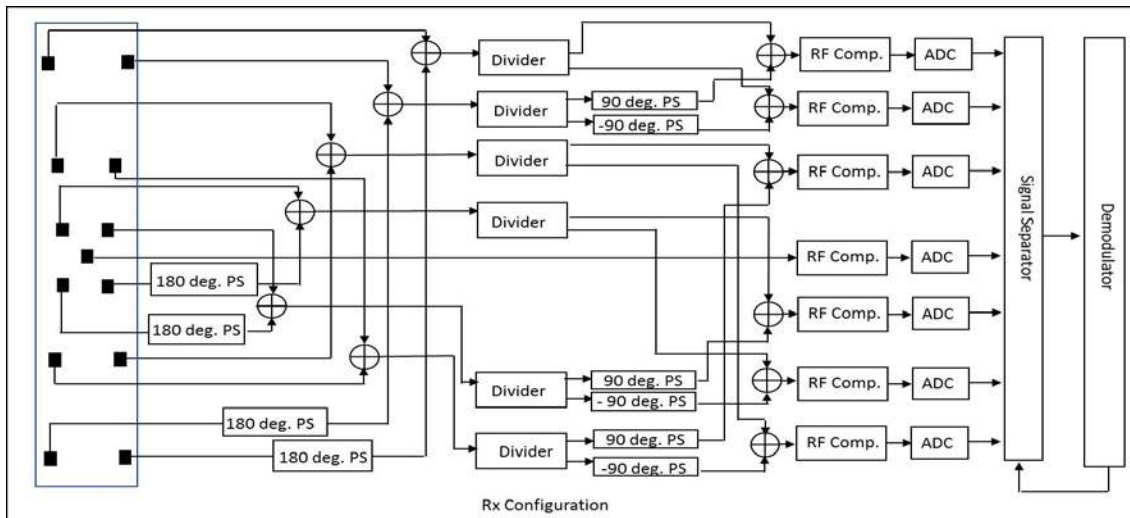 Divider
RF Comp.
ADC
Divider
90 deg. PS
-90 deg. PS
RF Comp.
ADC
Divider
RF Comp.
ADC
Divider
180 deg. PS
RF Comp.
ADC
180 deg. PS
RF Comp.
ADC
Divider
90 deg. PS
- 90 deg. PS
RF Comp.
ADC
180 deg. PS
180 deg. PS
Divider
90 deg. PS
-90 deg. PS
RF Comp.
ADC
Signal Separator
Demodulator
Rx Configuration